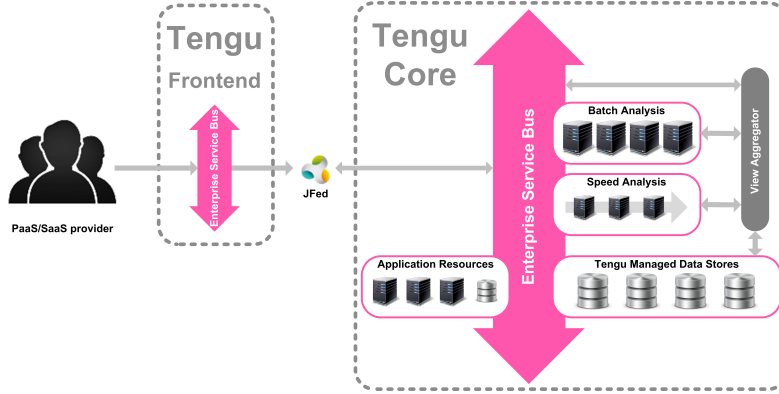 Tengu
Frontend
Enterprise Service Bus
PaaS/SaaS provider
JFed
Tengu
Core
Enterprise Service Bus
Batch Analysis
Speed Analysis
View Aggregator
Application Resources
Tengu Managed Data Stores